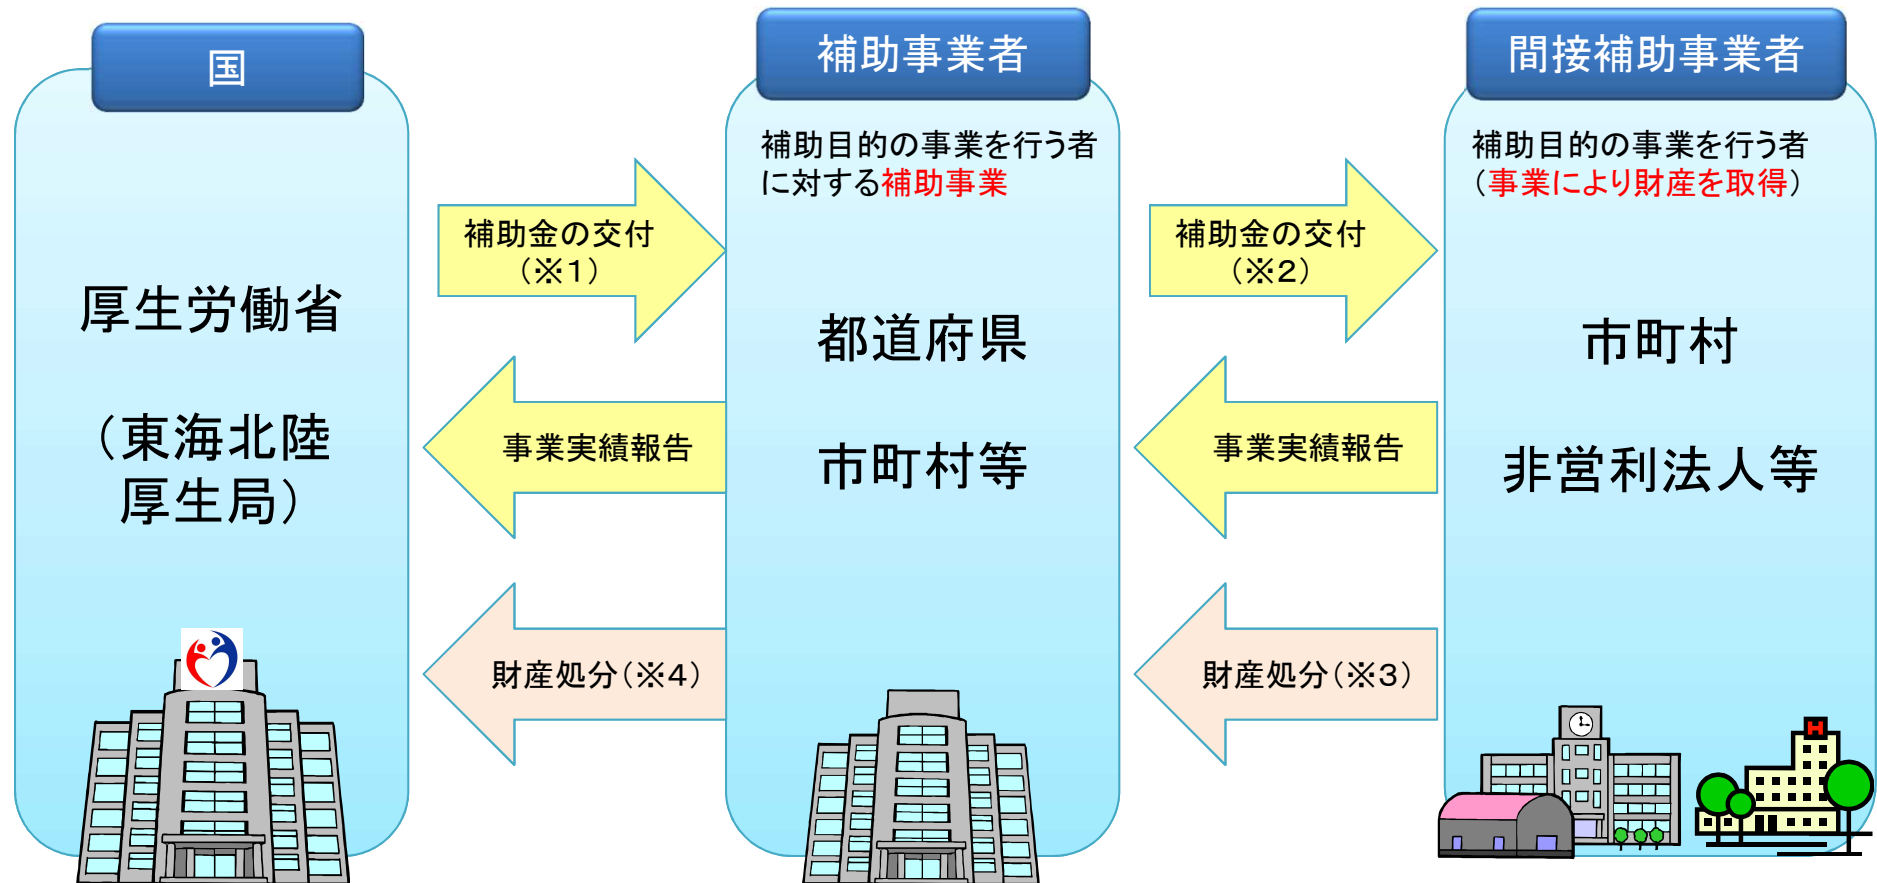 国
厚生労働省
（東海北陸
厚生局）
補助金の交付
（※1）
事業実績報告
財産処分（※4）
補助事業者
補助目的の事業を行う者
に対する補助事業
都道府県
市町村等
補助金の交付
（※2）
事業実績報告
財産処分（※3）
間接補助事業者
補助目的の事業を行う者
（事業により財産を取得）
市町村
非営利法人等
H